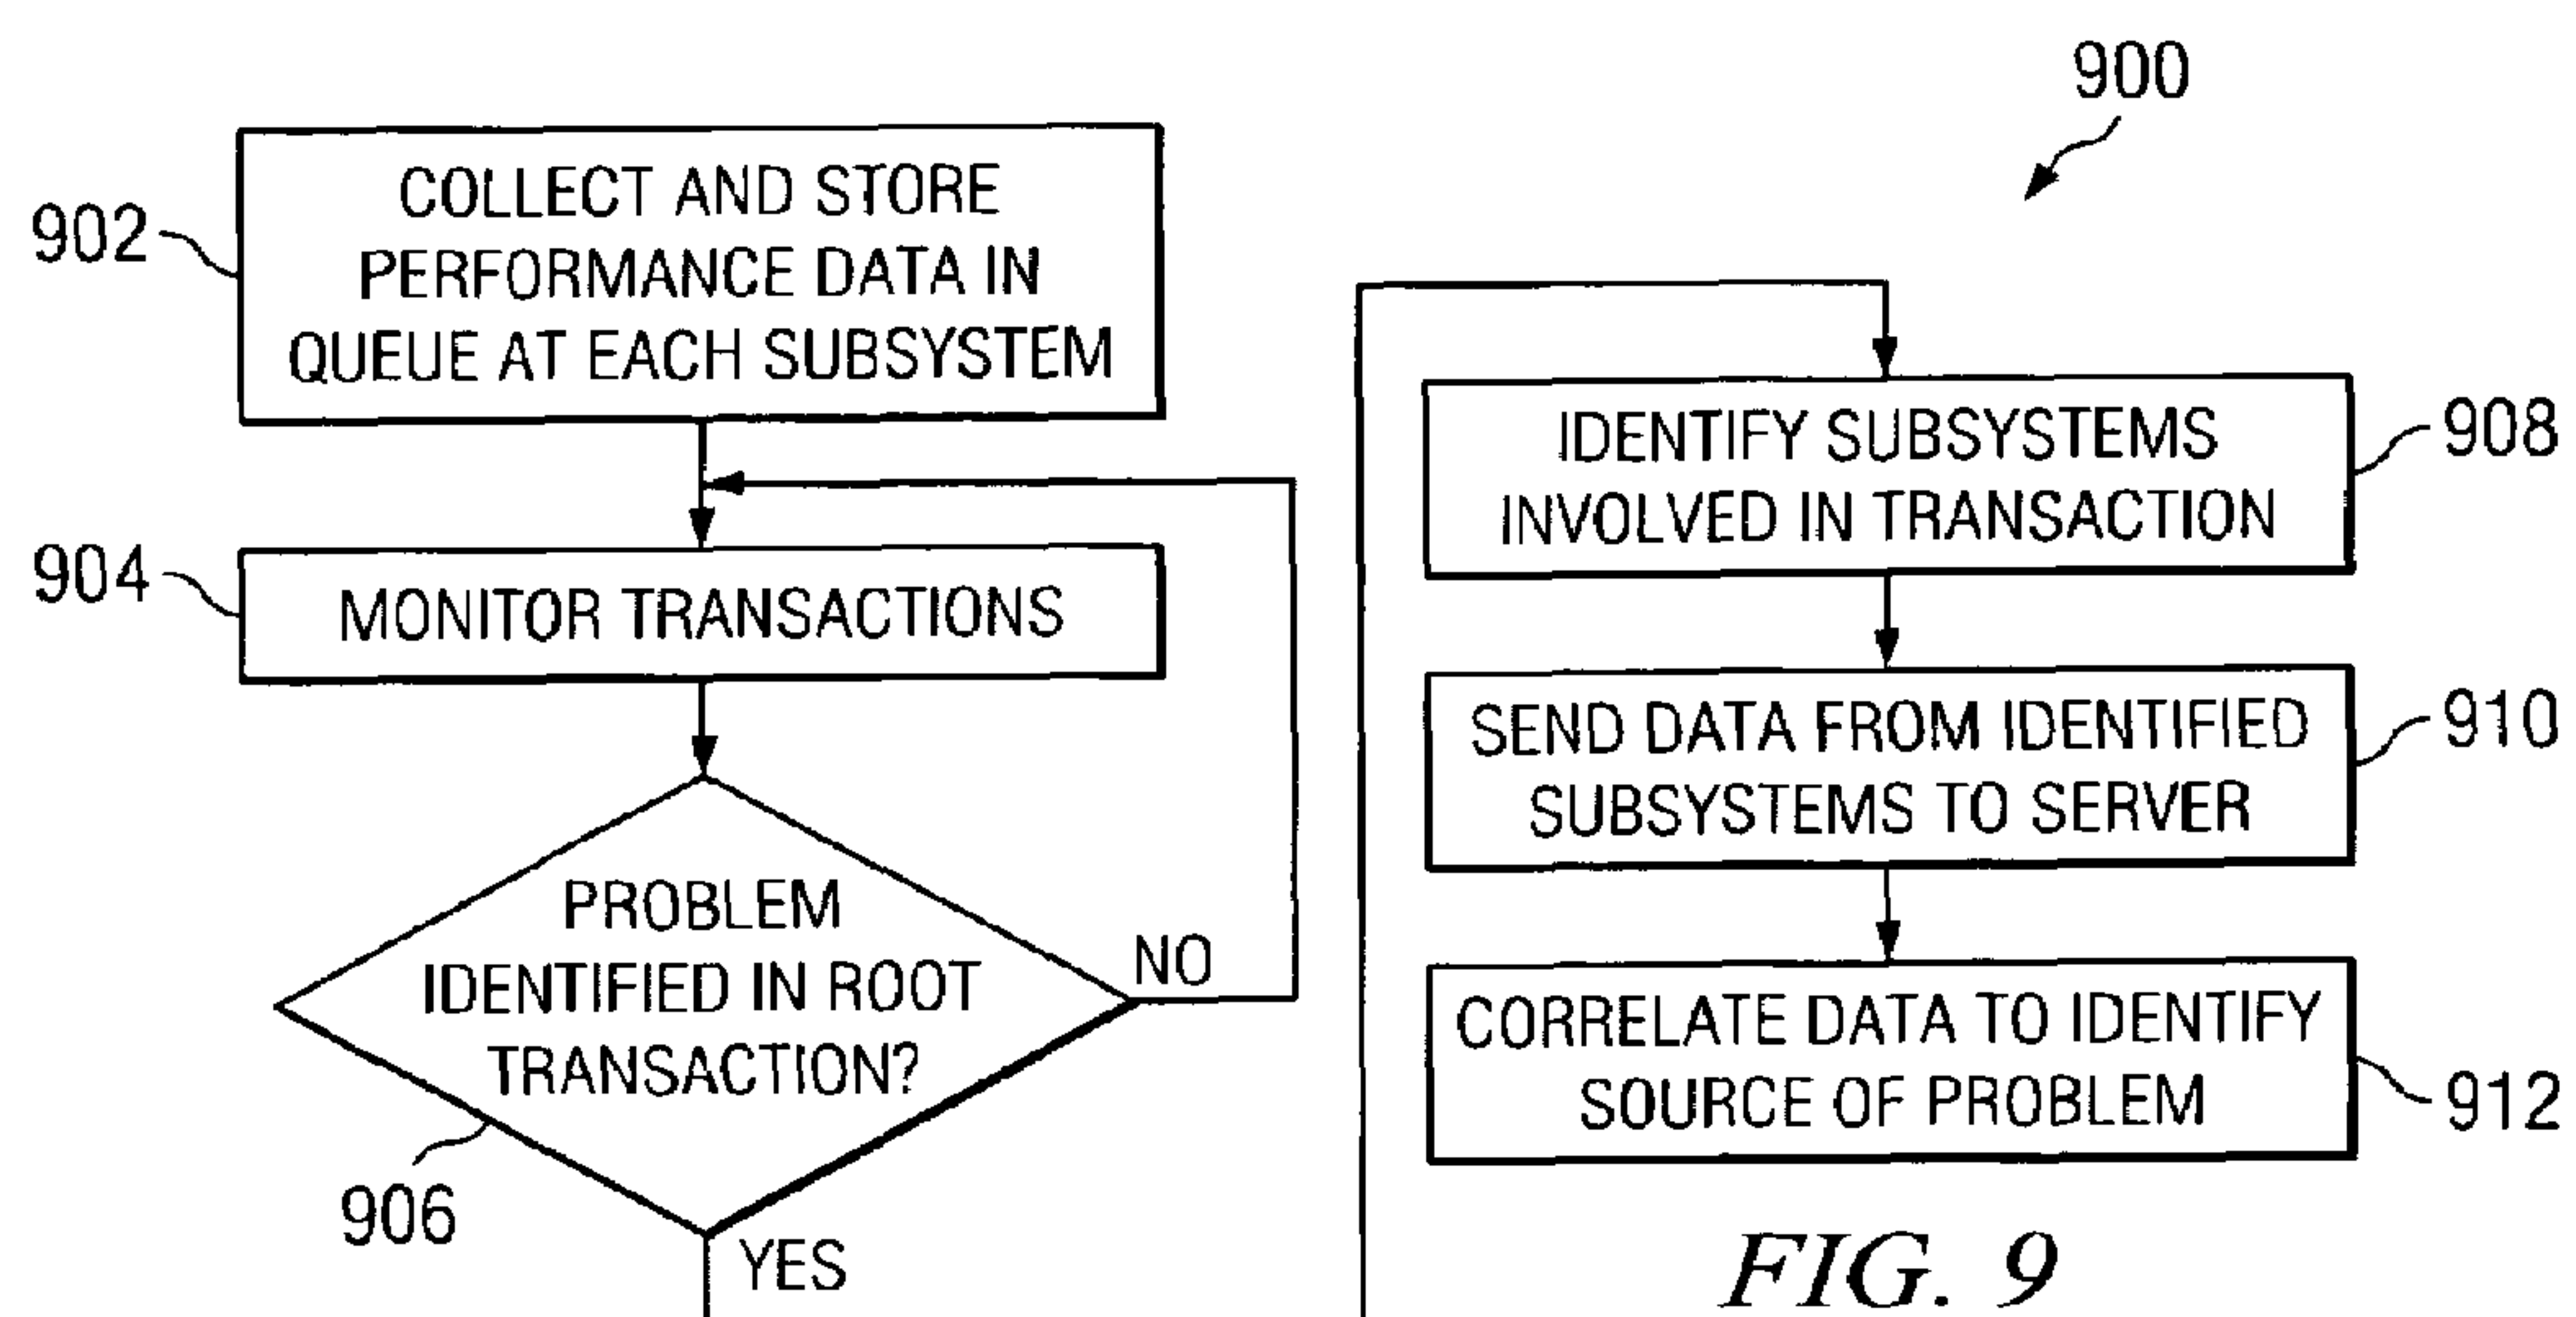 900
902
COLLECT AND STORE
PERFORMANCE DATA IN
QUEUE AT EACH SUBSYSTEM
904
MONITOR TRANSACTIONS
PROBLEM
IDENTIFIED IN ROOT
TRANSACTION?
NO
906
YES
IDENTIFY SUBSYSTEMS
INVOLVED IN TRANSACTION
908
SEND DATA FROM IDENTIFIED
SUBSYSTEMS TO SERVER
910
CORRELATE DATA TO IDENTIFY
SOURCE OF PROBLEM
912
FIG. 9